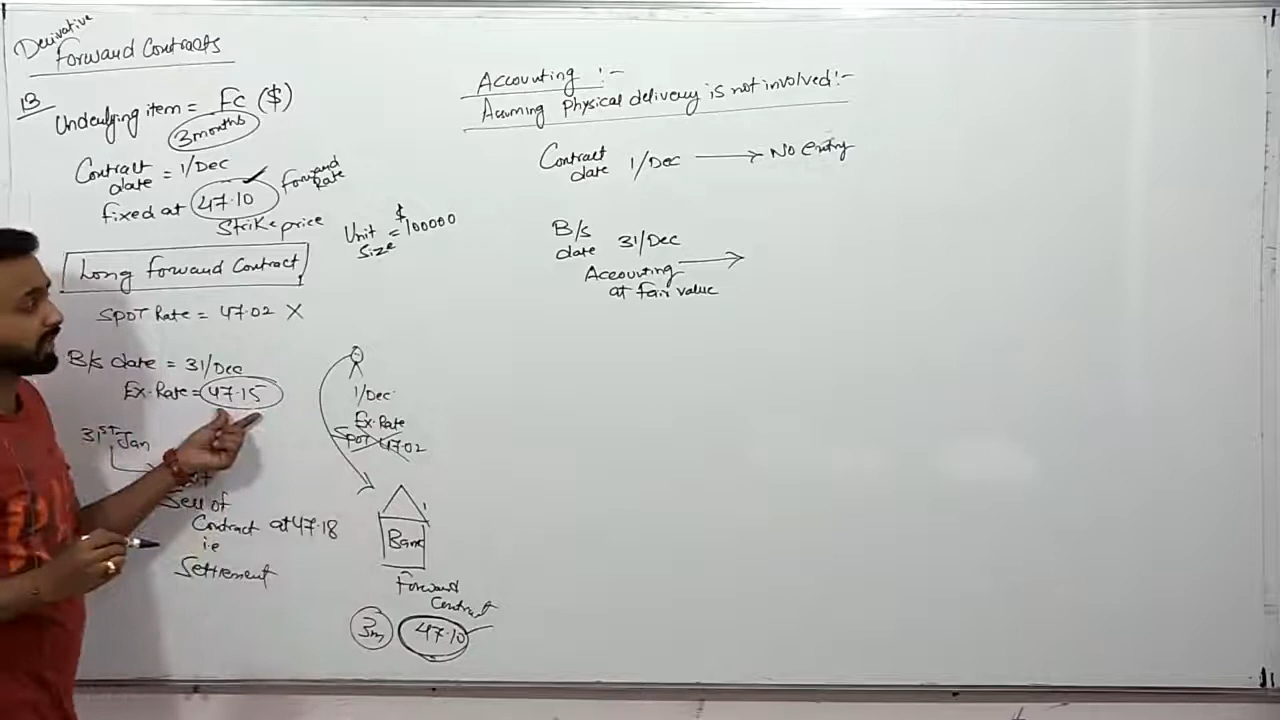 Derivative
Forward Contracts
13
Underlying item = FC ($)
3 months
Contract date = 1/Dec
fixed at 47.10 Forward Rate
Strike price
Unit Size = $100000
Long Forward Contract
SPOT Rate = 47.02 X
B/s date = 31/Dec
Ex. Rate = 47.15
31ST Jan
Sell of
Contract at 47.18
i.e
Settlement
1/Dec
Ex. Rate
SPOT 47.02
Bank
Forward
Contract
3m 47.10
Accounting :-
Assuming Physical delivery is not involved :-
Contract date 1/Dec → No entry
B/s date 31/Dec
Accounting →
at fair value